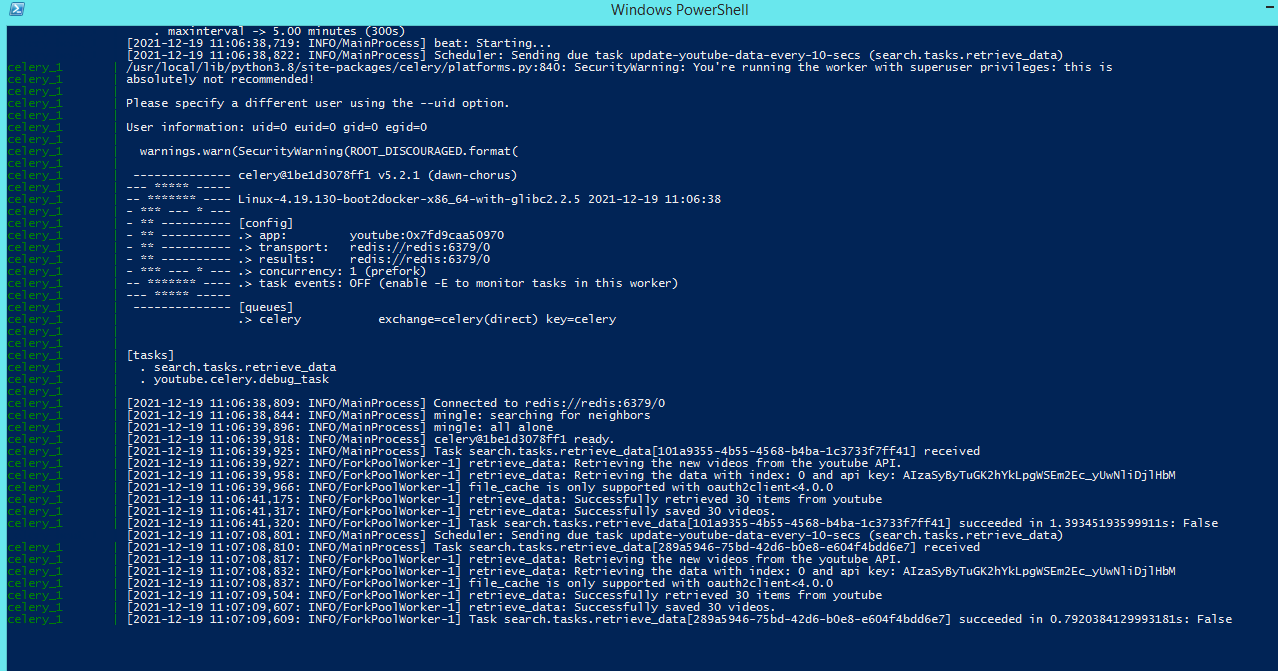 Windows PowerShell
. maxinterval -> 5.00 minutes (300s)
[2021-12-19 11:06:38,719: INFO/MainProcess] beat: Starting...
[2021-12-19 11:06:38,822: INFO/MainProcess] Scheduler: Sending due task update-youtube-data-every-10-secs (search.tasks.retrieve_data)
celery_1 | /usr/local/lib/python3.8/site-packages/celery/platforms.py:840: SecurityWarning: You're running the worker with superuser privileges: this is
celery_1 | absolutely not recommended!
celery_1 |
celery_1 | Please specify a different user using the --uid option.
celery_1 |
celery_1 | User information: uid=0 euid=0 gid=0 egid=0
celery_1 |
celery_1 | warnings.warn(SecurityWarning(ROOT_DISCOURAGED.format(
celery_1 |
celery_1 | -------------- celery@1be1d3078ff1 v5.2.1 (dawn-chorus)
celery_1 | --- ***** -----
celery_1 | -- ******* ---- Linux-4.19.130-boot2docker-x86_64-with-glibc2.2.5 2021-12-19 11:06:38
celery_1 | - *** --- * ---
celery_1 | - ** ---------- [config]
celery_1 | - ** ---------- .> app: youtube:0x7fd9caa50970
celery_1 | - ** ---------- .> transport: redis://redis:6379/0
celery_1 | - ** ---------- .> results: redis://redis:6379/0
celery_1 | - *** --- * --- .> concurrency: 1 (prefork)
celery_1 | -- ******* ---- .> task events: OFF (enable -E to monitor tasks in this worker)
celery_1 | --- ***** -----
celery_1 | -------------- [queues]
celery_1 | .> celery exchange=celery(direct) key=celery
celery_1 |
celery_1 |
celery_1 | [tasks]
celery_1 | . search.tasks.retrieve_data
celery_1 | . youtube.celery.debug_task
celery_1 |
celery_1 | [2021-12-19 11:06:38,809: INFO/MainProcess] Connected to redis://redis:6379/0
celery_1 | [2021-12-19 11:06:38,844: INFO/MainProcess] mingle: searching for neighbors
celery_1 | [2021-12-19 11:06:39,896: INFO/MainProcess] mingle: all alone
celery_1 | [2021-12-19 11:06:39,918: INFO/MainProcess] celery@1be1d3078ff1 ready.
celery_1 | [2021-12-19 11:06:39,925: INFO/MainProcess] Task search.tasks.retrieve_data[101a9355-4b55-4568-b4ba-1c3733f7ff41] received
celery_1 | [2021-12-19 11:06:39,927: INFO/ForkPoolWorker-1] retrieve_data: Retrieving the new videos from the youtube API.
celery_1 | [2021-12-19 11:06:39,958: INFO/ForkPoolWorker-1] retrieve_data: Retrieving the data with index: 0 and api key: AIzaSyByTuGK2hYkLpgWSEm2Ec_yUwNliDjlHbM
celery_1 | [2021-12-19 11:06:39,966: INFO/ForkPoolWorker-1] file_cache is only supported with oauth2client<4.0.0
celery_1 | [2021-12-19 11:06:41,175: INFO/ForkPoolWorker-1] retrieve_data: Successfully retrieved 30 items from youtube
celery_1 | [2021-12-19 11:06:41,317: INFO/ForkPoolWorker-1] retrieve_data: Successfully saved 30 videos.
celery_1 | [2021-12-19 11:06:41,320: INFO/ForkPoolWorker-1] Task search.tasks.retrieve_data[101a9355-4b55-4568-b4ba-1c3733f7ff41] succeeded in 1.39345193599911s: False
[2021-12-19 11:07:08,801: INFO/MainProcess] Scheduler: Sending due task update-youtube-data-every-10-secs (search.tasks.retrieve_data)
celery_1 | [2021-12-19 11:07:08,810: INFO/MainProcess] Task search.tasks.retrieve_data[289a5946-75bd-42d6-b0e8-e604f4bdd6e7] received
celery_1 | [2021-12-19 11:07:08,817: INFO/ForkPoolWorker-1] retrieve_data: Retrieving the new videos from the youtube API.
celery_1 | [2021-12-19 11:07:08,832: INFO/ForkPoolWorker-1] retrieve_data: Retrieving the data with index: 0 and api key: AIzaSyByTuGK2hYkLpgWSEm2Ec_yUwNliDjlHbM
celery_1 | [2021-12-19 11:07:08,837: INFO/ForkPoolWorker-1] file_cache is only supported with oauth2client<4.0.0
celery_1 | [2021-12-19 11:07:09,504: INFO/ForkPoolWorker-1] retrieve_data: Successfully retrieved 30 items from youtube
celery_1 | [2021-12-19 11:07:09,607: INFO/ForkPoolWorker-1] retrieve_data: Successfully saved 30 videos.
celery_1 | [2021-12-19 11:07:09,609: INFO/ForkPoolWorker-1] Task search.tasks.retrieve_data[289a5946-75bd-42d6-b0e8-e604f4bdd6e7] succeeded in 0.7920384129993181s: False